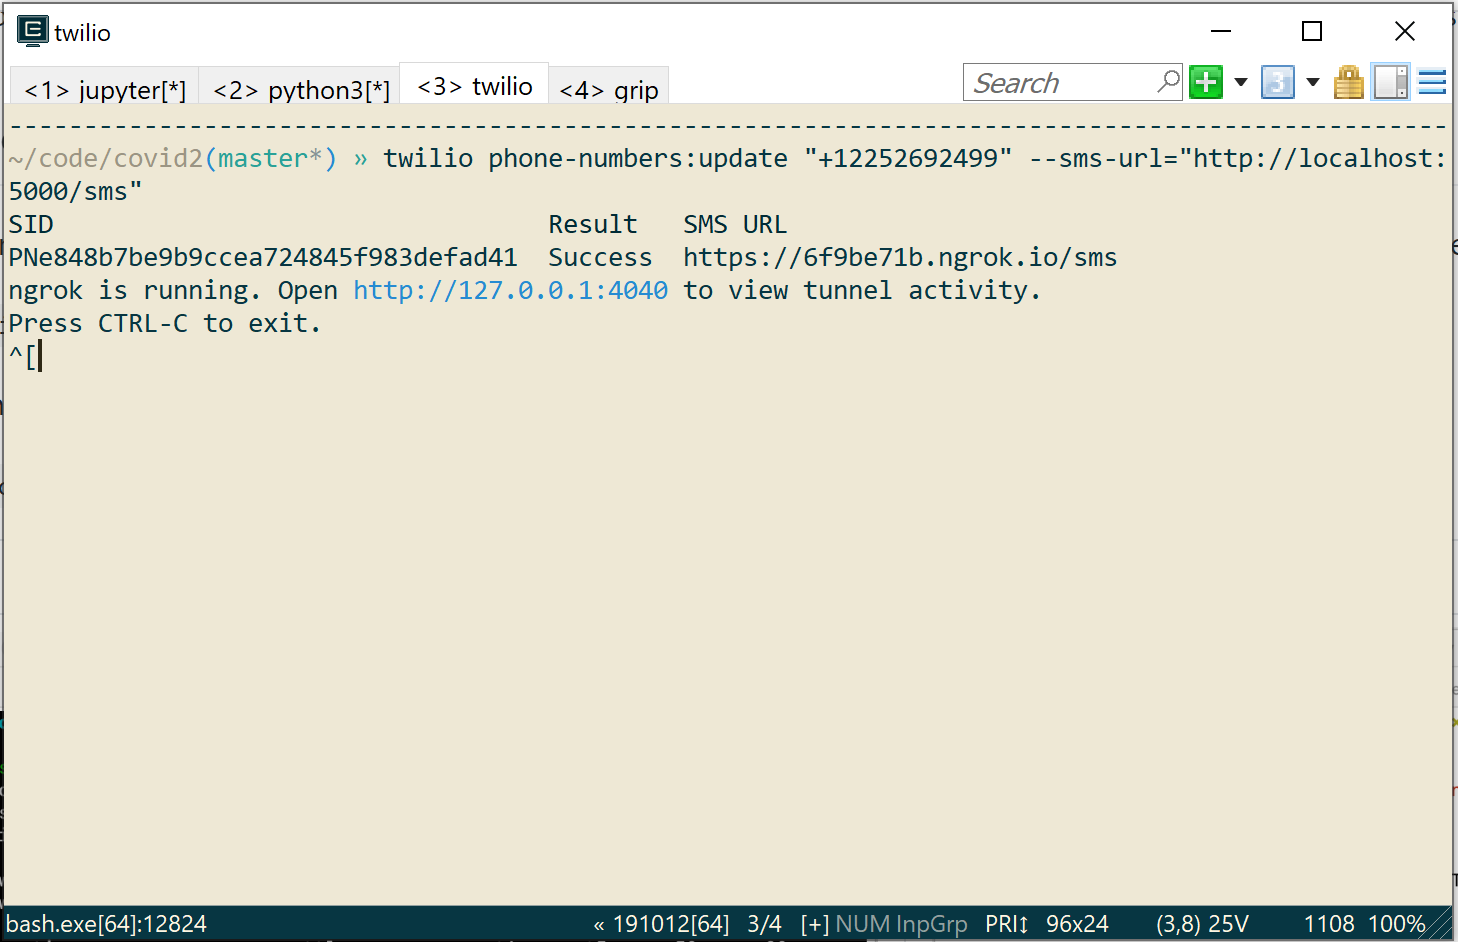 twilio
<1> jupyter[*] <2> python3[*] <3> twilio <4> grip Search 3
------------------------------------------------------------------------------------------------
~/code/covid2(master*) » twilio phone-numbers:update "+12252692499" --sms-url="http://localhost:
5000/sms"
SID Result SMS URL
PNe848b7be9b9ccea724845f983defad41 Success https://6f9be71b.ngrok.io/sms
ngrok is running. Open http://127.0.0.1:4040 to view tunnel activity.
Press CTRL-C to exit.
^[
bash.exe[64]:12824 « 191012[64] 3/4 [+] NUM InpGrp PRI↕ 96x24 (3,8) 25V 1108 100%